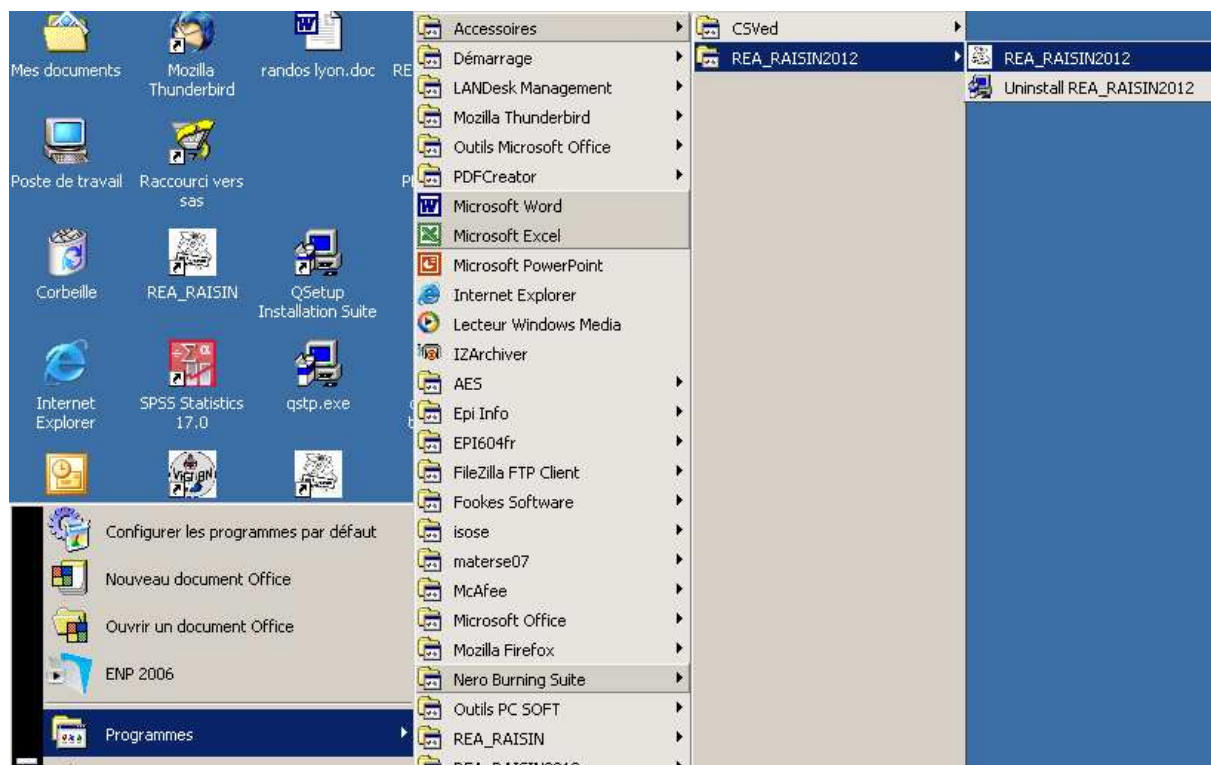 Mes documents
Mozilla
Thunderbird
randos lyon.doc
RE
Poste de travail
Raccourci vers
sas
Corbeille
REA_RAISIN
QSetup
Installation Suite
Internet
Explorer
SPSS Statistics
17.0
qstp.exe
Configurer les programmes par défaut
Nouveau document Office
Ouvrir un document Office
ENP 2006
Programmes
Accessoires
Démarrage
LANDesk Management
Mozilla Thunderbird
Outils Microsoft Office
PDFCreator
Microsoft Word
Microsoft Excel
Microsoft PowerPoint
Internet Explorer
Lecteur Windows Media
IZArchiver
AES
Epi Info
EPI604fr
FileZilla FTP Client
Fookes Software
isose
materse07
McAfee
Microsoft Office
Mozilla Firefox
Nero Burning Suite
Outils PC SOFT
REA_RAISIN
CSVed
REA_RAISIN2012
REA_RAISIN2012
Uninstall REA_RAISIN2012